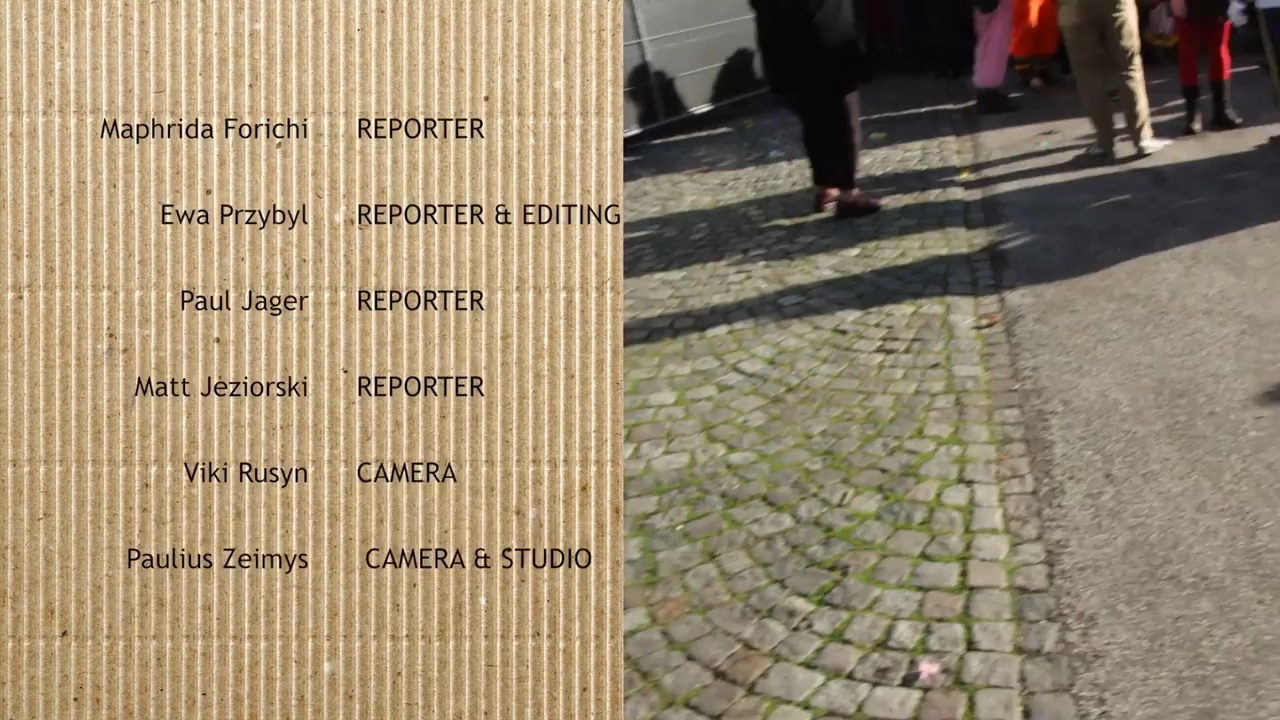 Maphrida Forichi REPORTER
Ewa Przybyl REPORTER & EDITING
Paul Jager REPORTER
Matt Jeziorski REPORTER
Viki Rusyn CAMERA
Paulius Zeimys CAMERA & STUDIO